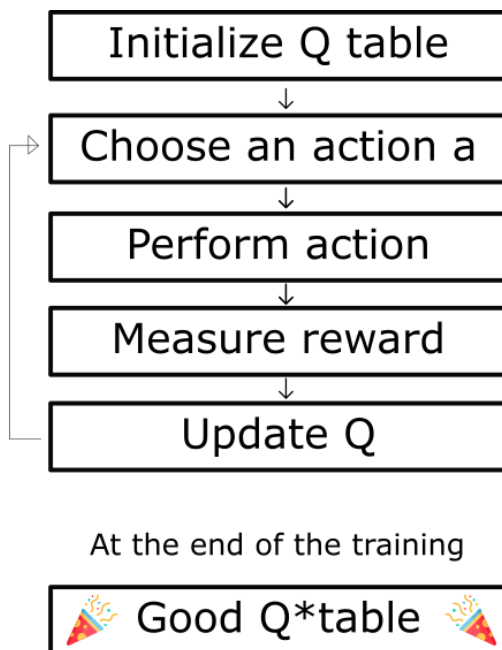 Initialize Q table
Choose an action a
Perform action
Measure reward
Update Q
At the end of the training
Good Q*table